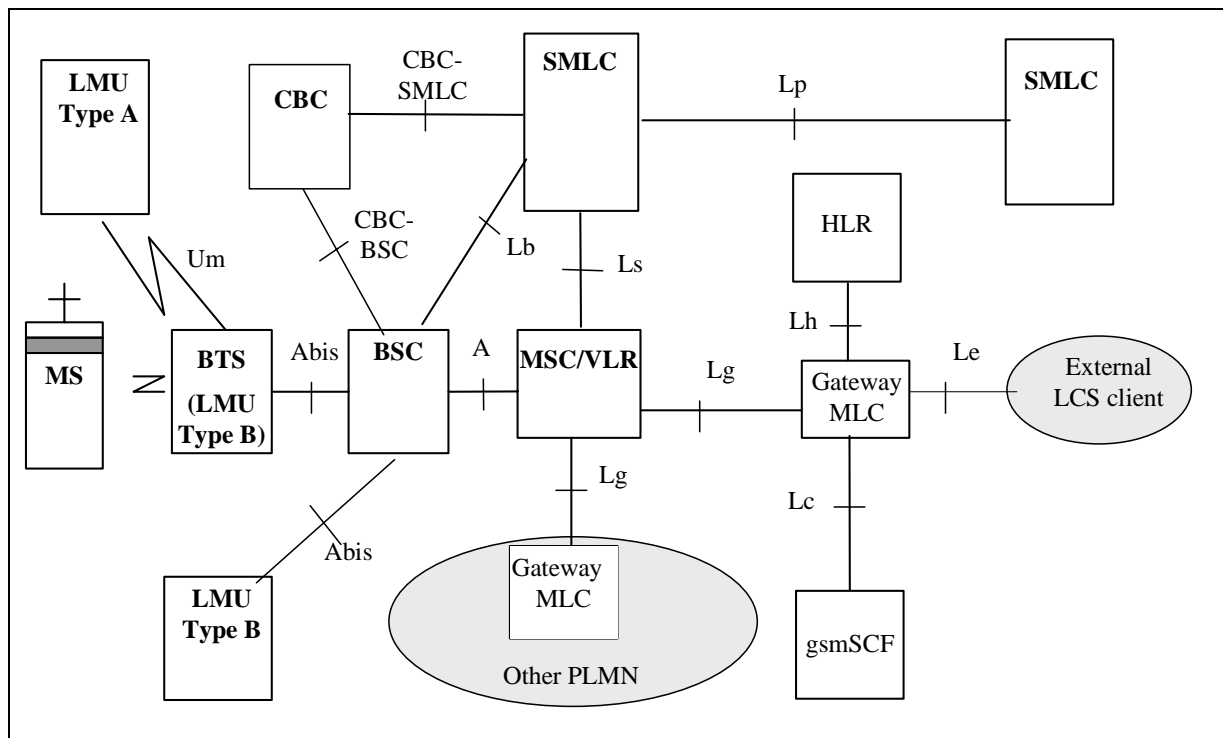 LMU
Type A
CBC
CBC-
SMLC
SMLC
Lp
SMLC
Um
CBC-
BSC
Lb
Ls
HLR
Lh
MS
BTS
(LMU
Type B)
Abis
BSC
A
MSC/VLR
Lg
Gateway
MLC
Le
External
LCS client
Lg
Lc
Abis
LMU
Type B
Gateway
MLC
Other PLMN
gsmSCF